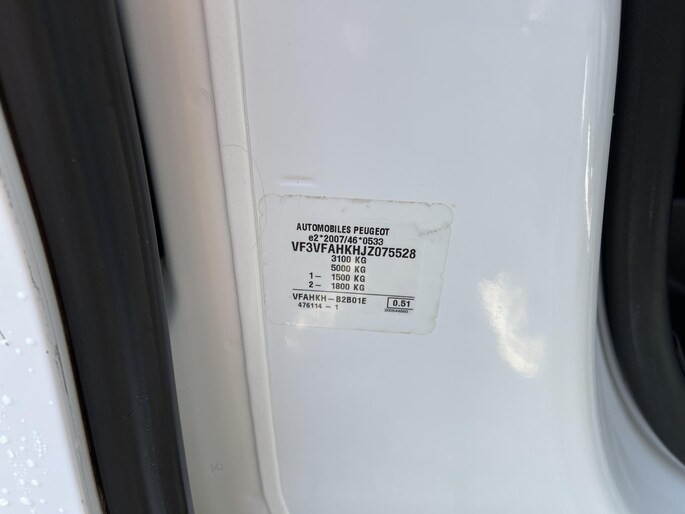 AUTOMOBILES PEUGEOT
e2*2007/46*0533
VF3VFAHKHJZ075528
3100 KG
5000 KG
1- 1500 KG
2- 1800 KG
VFAHKH-B2B01E 0.51
476114-1